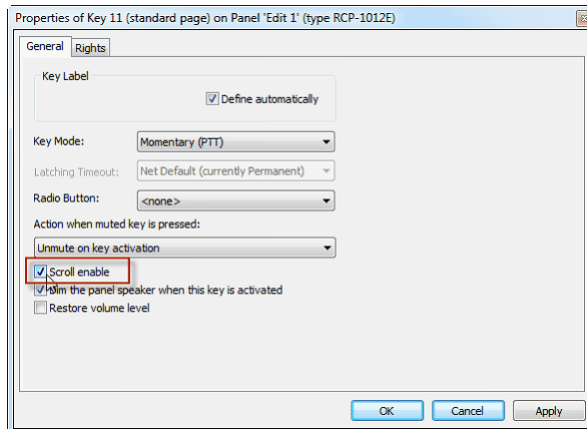 Properties of Key 11 (standard page) on Panel 'Edit 1' (type RCP-1012E)
General Rights
Key Label
Define automatically
Key Mode: Momentary (PTT)
Latching Timeout: Net Default (currently Permanent)
Radio Button: <none>
Action when muted key is pressed:
Unmute on key activation
Scroll enable
Dim the panel speaker when this key is activated
Restore volume level
OK Cancel Apply